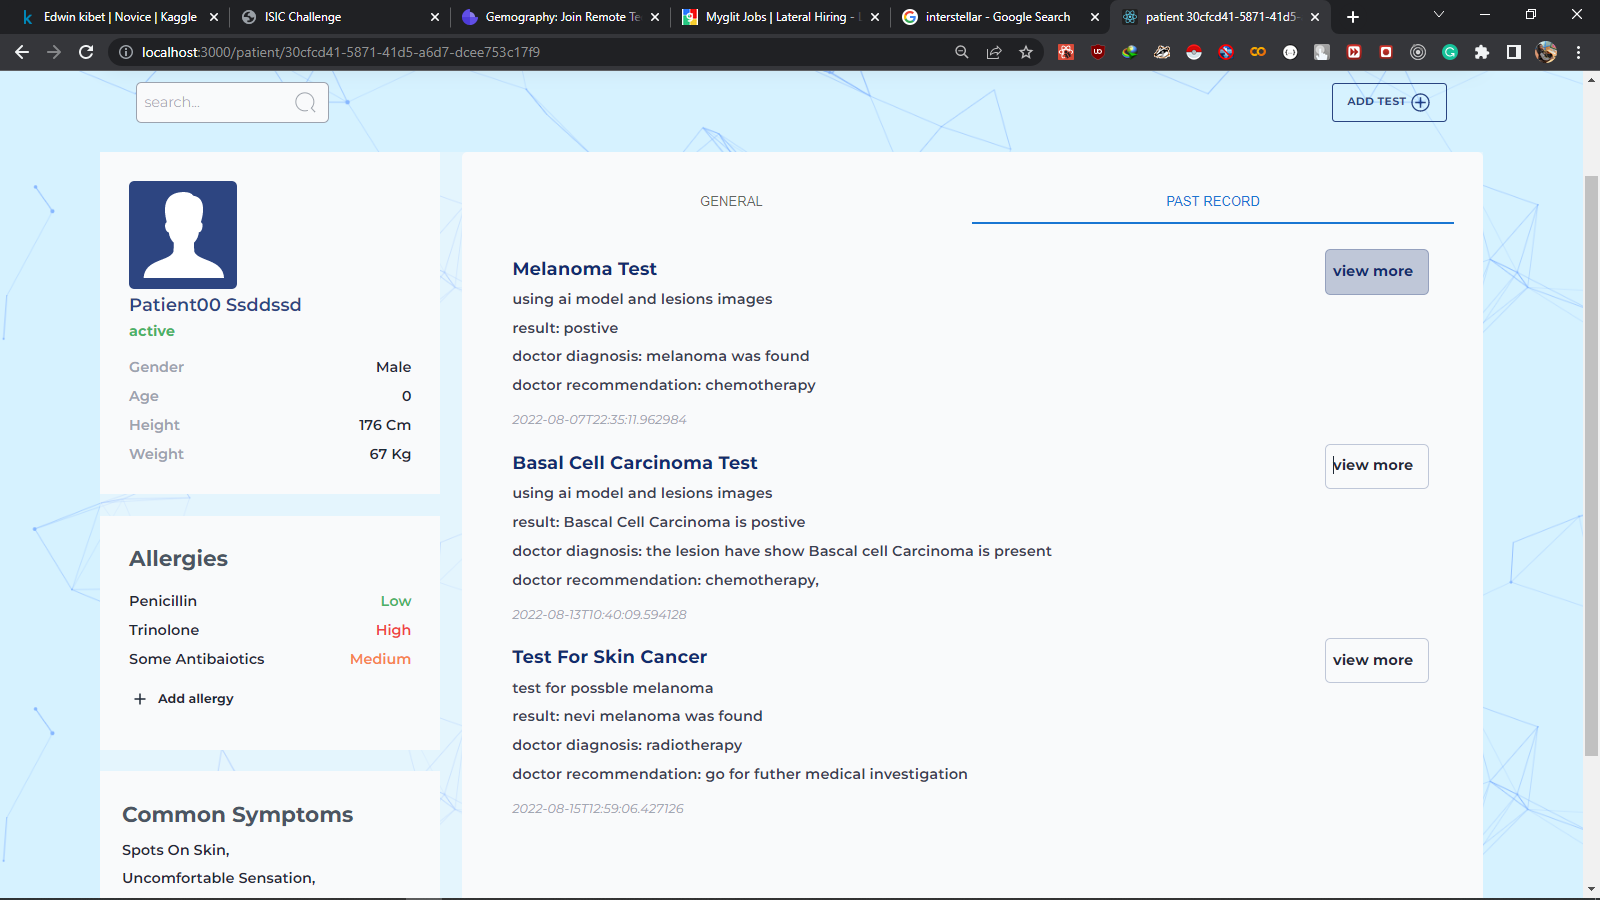 Edwin kibet | Novice | Kaggle
ISIC Challenge
Gemography: Join Remote Te
Myglit Jobs | Lateral Hiring -
interstellar - Google Search
patient 30cfcd41-5871-41d5-
localhost:3000/patient/30cfcd41-5871-41d5-a6d7-dcee753c17f9
search...
ADD TEST
Patient00 Ssddssd
active
Gender Male
Age 0
Height 176 Cm
Weight 67 Kg
Allergies
Penicillin Low
Trinolone High
Some Antibaiotics Medium
Add allergy
Common Symptoms
Spots On Skin,
Uncomfortable Sensation,
GENERAL
PAST RECORD
Melanoma Test
view more
using ai model and lesions images
result: postive
doctor diagnosis: melanoma was found
doctor recommendation: chemotherapy
2022-08-07T22:35:11.962984
Basal Cell Carcinoma Test
view more
using ai model and lesions images
result: Bascal Cell Carcinoma is postive
doctor diagnosis: the lesion have show Bascal cell Carcinoma is present
doctor recommendation: chemotherapy,
2022-08-13T10:40:09.594128
Test For Skin Cancer
view more
test for possble melanoma
result: nevi melanoma was found
doctor diagnosis: radiotherapy
doctor recommendation: go for futher medical investigation
2022-08-15T12:59:06.427126